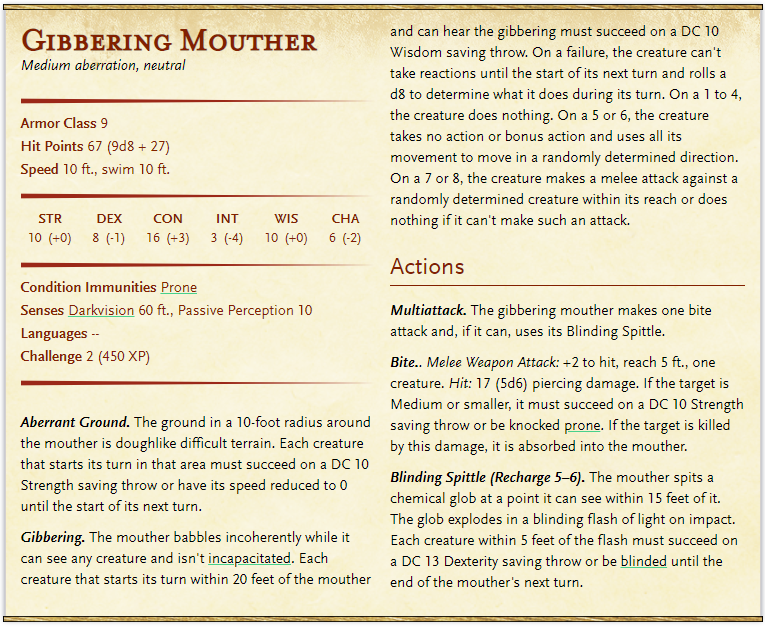 Gibbering Mouther
Medium aberration, neutral
Armor Class 9
Hit Points 67 (9d8 + 27)
Speed 10 ft., swim 10 ft.
STR DEX CON INT WIS CHA
10 (+0) 8 (-1) 16 (+3) 3 (-4) 10 (+0) 6 (-2)
Condition Immunities Prone
Senses Darkvision 60 ft., Passive Perception 10
Languages --
Challenge 2 (450 XP)
Aberrant Ground. The ground in a 10-foot radius around
the mouther is doughlike difficult terrain. Each creature
that starts its turn in that area must succeed on a DC 10
Strength saving throw or have its speed reduced to 0
until the start of its next turn.
Gibbering. The mouther babbles incoherently while it
can see any creature and isn't incapacitated. Each
creature that starts its turn within 20 feet of the mouther
and can hear the gibbering must succeed on a DC 10
Wisdom saving throw. On a failure, the creature can't
take reactions until the start of its next turn and rolls a
d8 to determine what it does during its turn. On a 1 to 4,
the creature does nothing. On a 5 or 6, the creature
takes no action or bonus action and uses all its
movement to move in a randomly determined direction.
On a 7 or 8, the creature makes a melee attack against a
randomly determined creature within its reach or does
nothing if it can't make such an attack.
Actions
Multiattack. The gibbering mouther makes one bite
attack and, if it can, uses its Blinding Spittle.
Bite.. Melee Weapon Attack: +2 to hit, reach 5 ft., one
creature. Hit: 17 (5d6) piercing damage. If the target is
Medium or smaller, it must succeed on a DC 10 Strength
saving throw or be knocked prone. If the target is killed
by this damage, it is absorbed into the mouther.
Blinding Spittle (Recharge 5–6). The mouther spits a
chemical glob at a point it can see within 15 feet of it.
The glob explodes in a blinding flash of light on impact.
Each creature within 5 feet of the flash must succeed on
a DC 13 Dexterity saving throw or be blinded until the
end of the mouther's next turn.